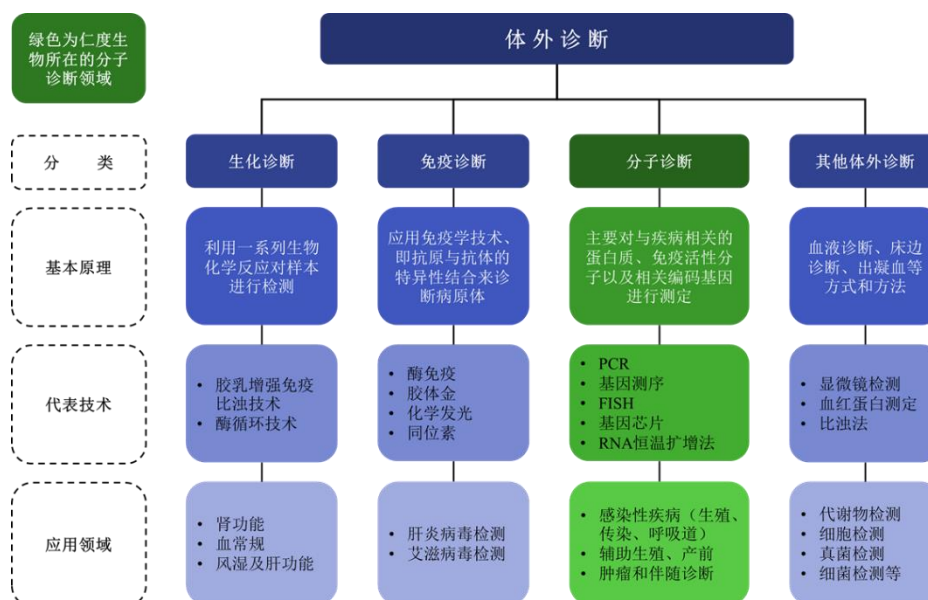 绿色为仁度生
物所在的分子
诊断领域
体外诊断
分 类
生化诊断
免疫诊断
分子诊断
其他体外诊断
基本原理
利用一系列生物
化学反应对样本
进行检测
应用免疫学技术、
即抗原与抗体的
特异性结合来诊
断病原体
主要对与疾病相关的
蛋白质、免疫活性分
子以及相关编码基因
进行测定
血液诊断、床边
诊断、出凝血等
方式和方法
代表技术
• 胶乳增强免疫
比浊技术
• 酶循环技术
• 酶免疫
• 胶体金
• 化学发光
• 同位素
• PCR
• 基因测序
• FISH
• 基因芯片
• RNA恒温扩增法
• 显微镜检测
• 血红蛋白测定
• 比浊法
应用领域
• 肾功能
• 血常规
• 风湿及肝功能
• 肝炎病毒检测
• 艾滋病毒检测
• 感染性疾病（生殖、
传染、呼吸道）
• 辅助生殖、产前
• 肿瘤和伴随诊断
• 代谢物检测
• 细胞检测
• 真菌检测
• 细菌检测等